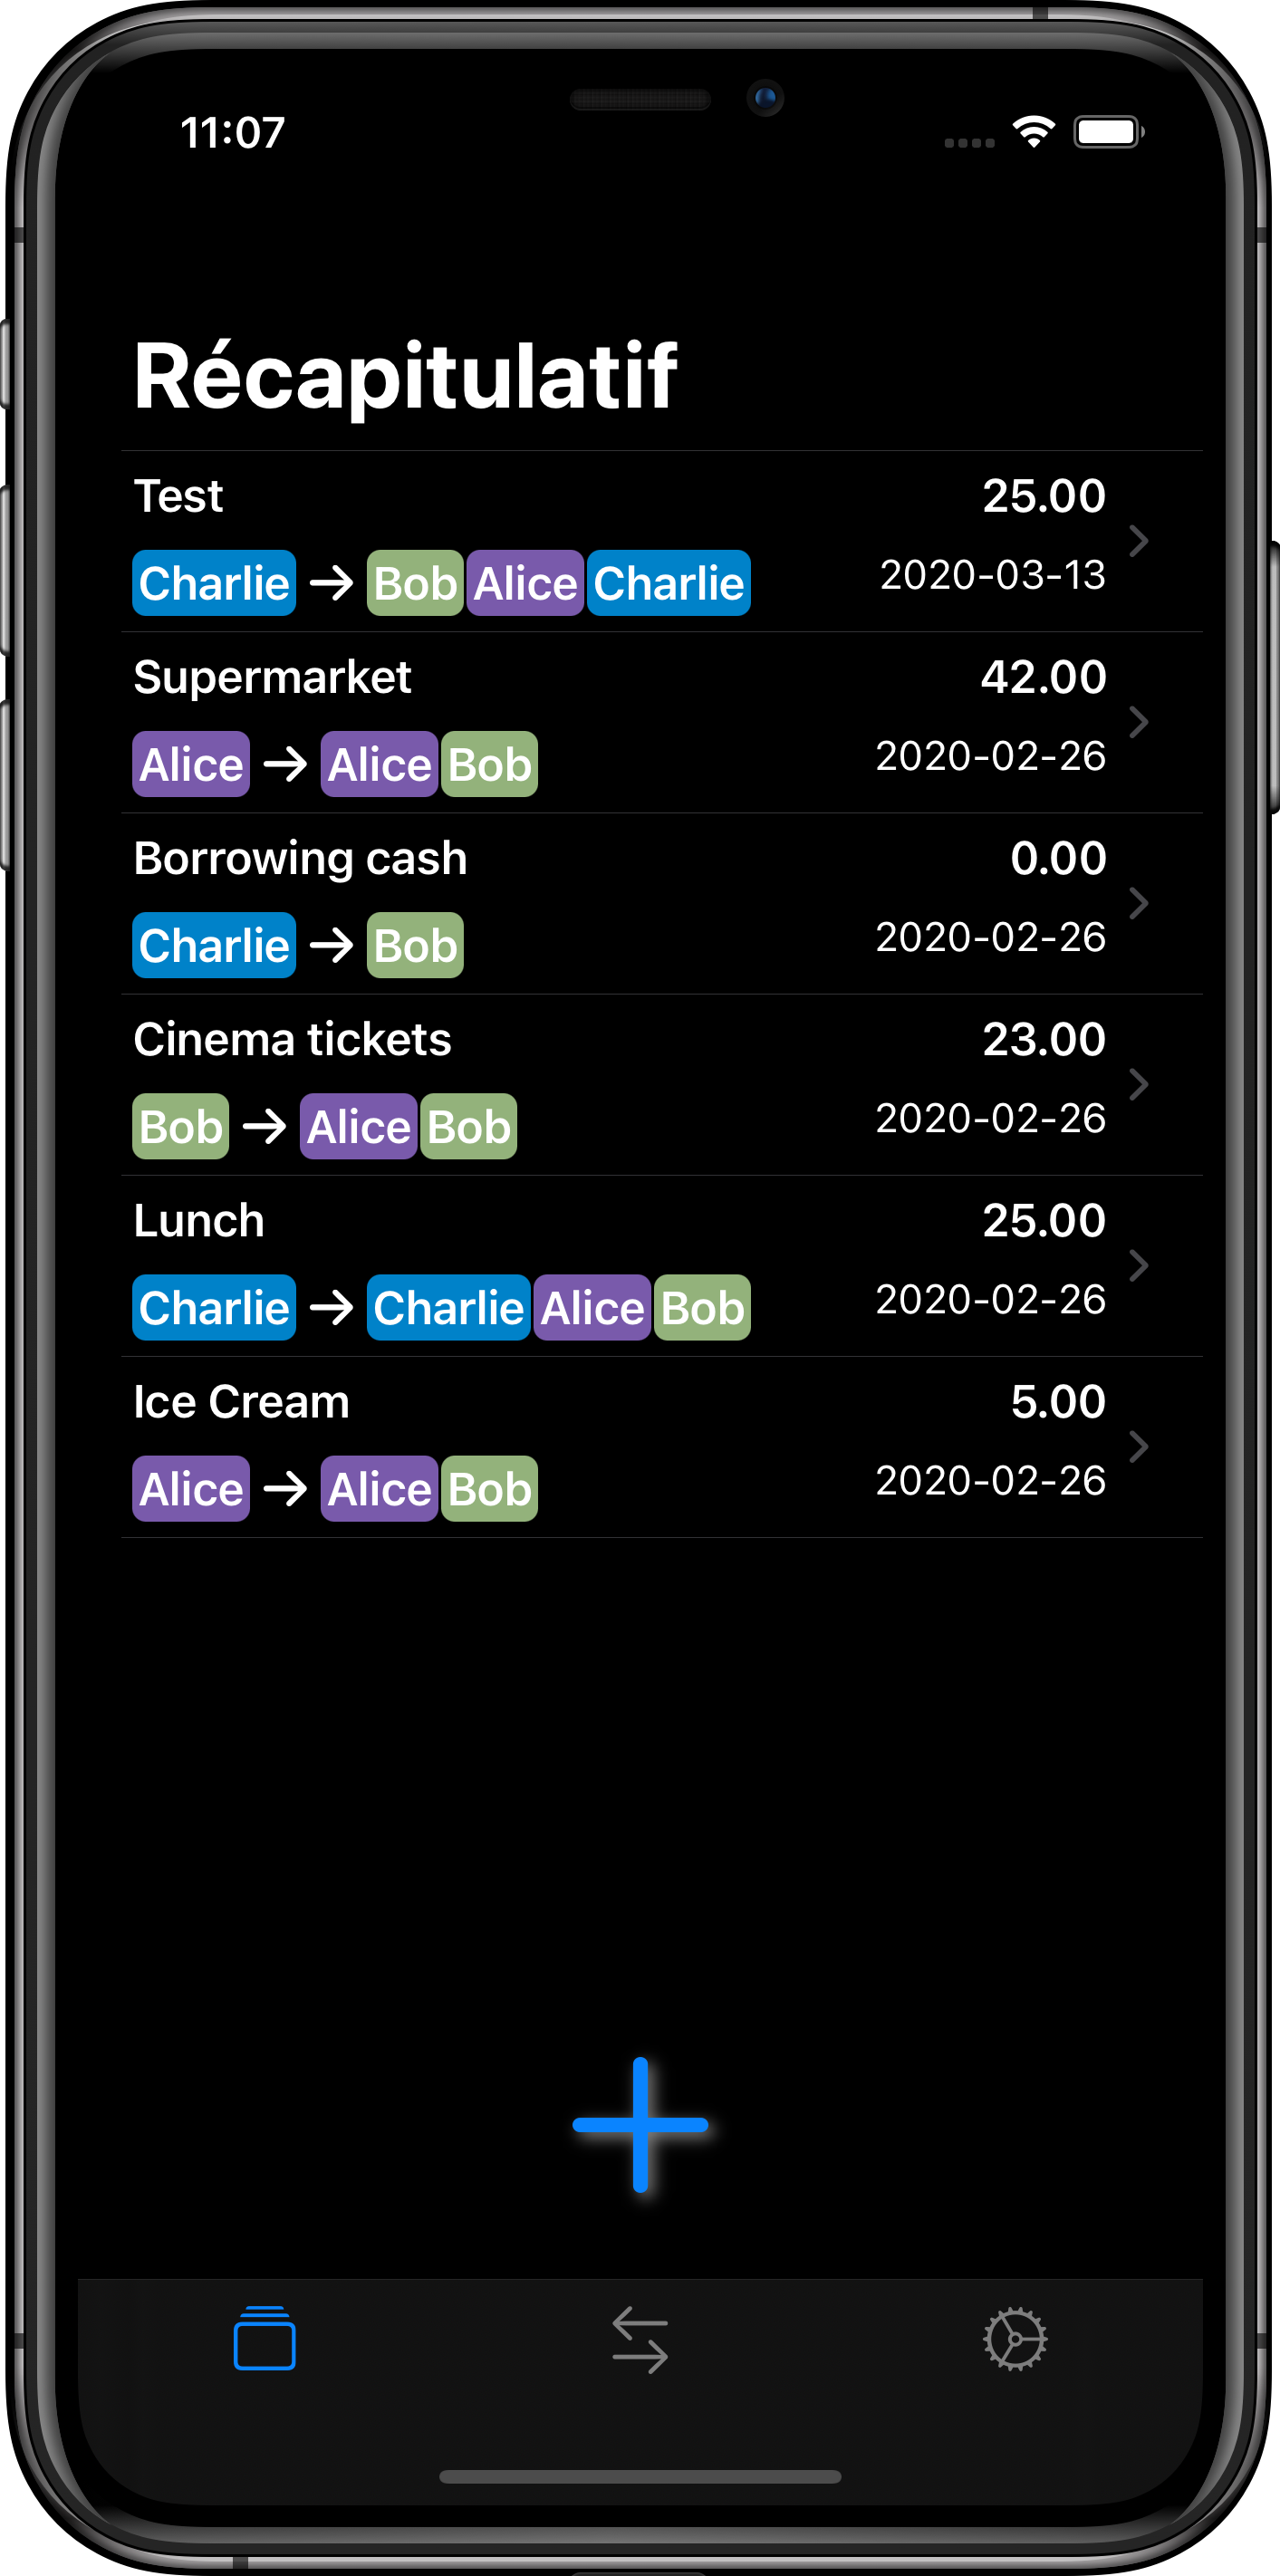 11:07
Récapitulatif
Test 25.00
Charlie → Bob Alice Charlie 2020-03-13
Supermarket 42.00
Alice → Alice Bob 2020-02-26
Borrowing cash 0.00
Charlie → Bob 2020-02-26
Cinema tickets 23.00
Bob → Alice Bob 2020-02-26
Lunch 25.00
Charlie → Charlie Alice Bob 2020-02-26
Ice Cream 5.00
Alice → Alice Bob 2020-02-26